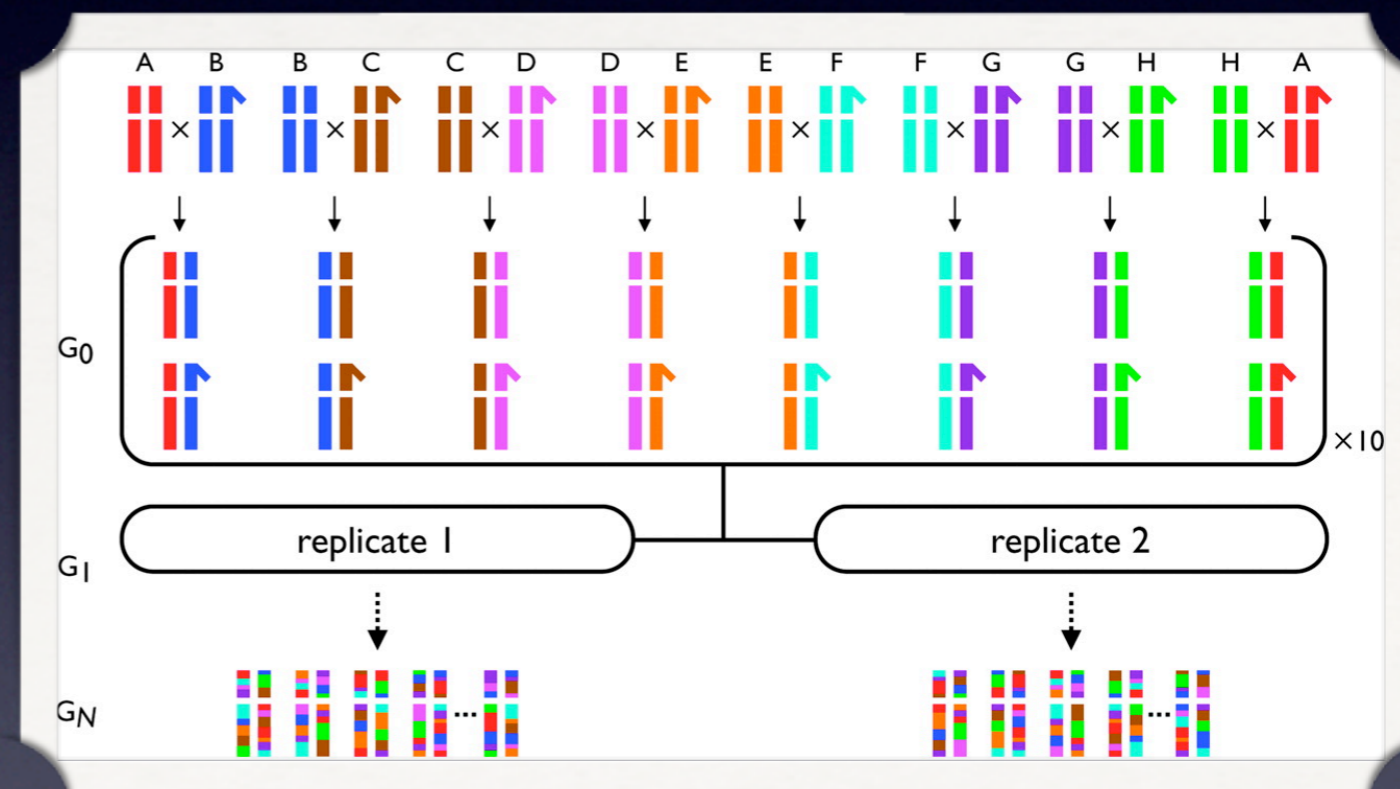 A B B C C D D E E F F G G H H A
× × × × × × × ×
G0
×10
replicate 1 replicate 2
G1
... ...
GN